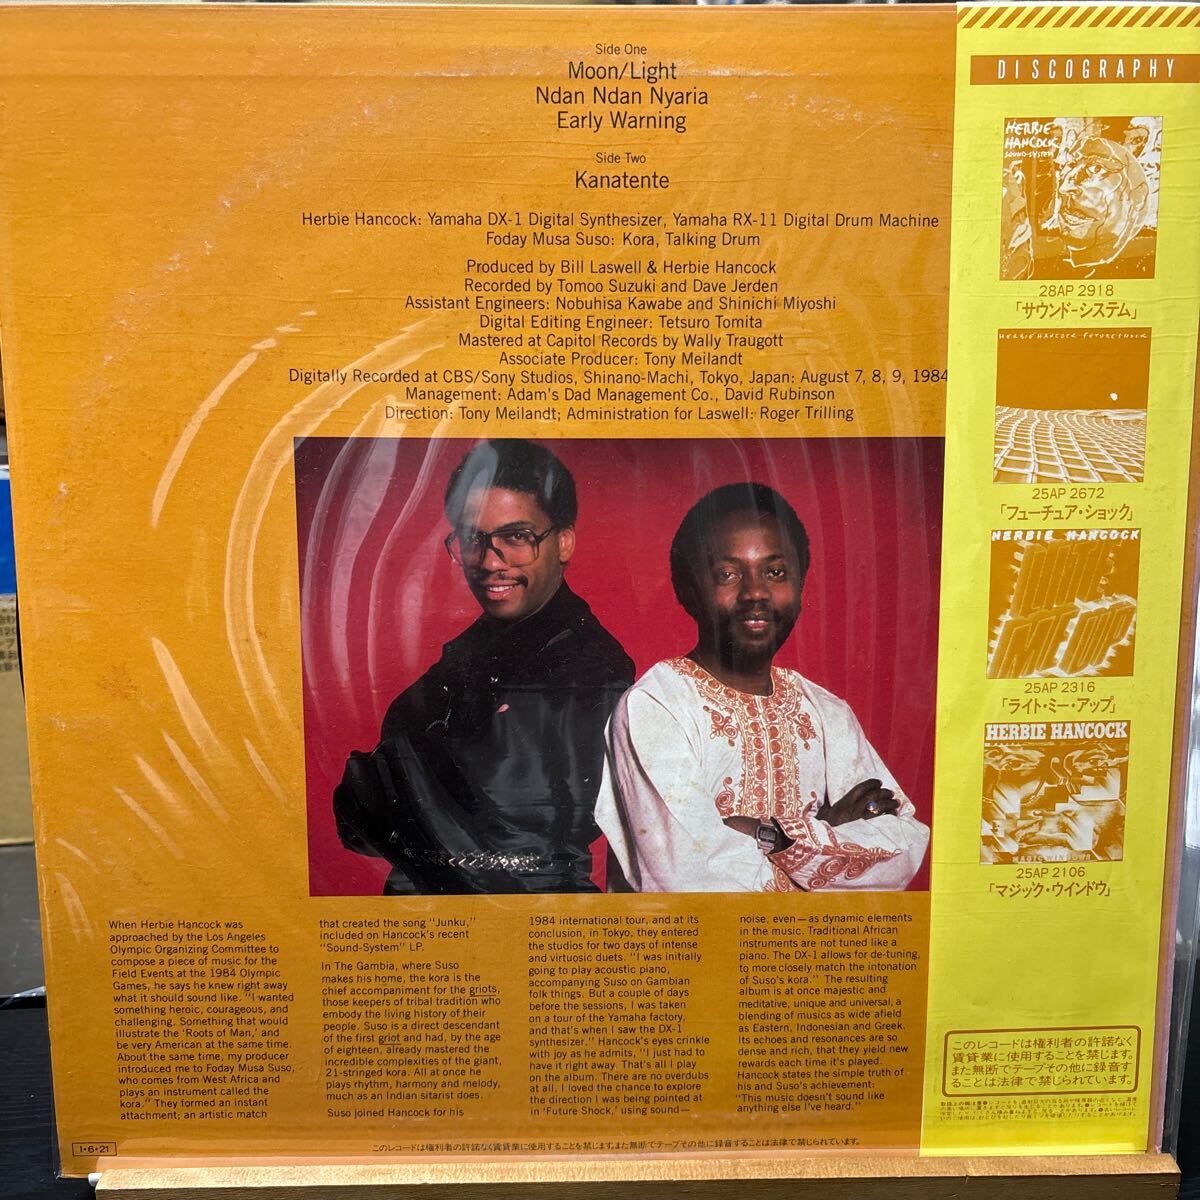 Side One
Moon/Light
Ndan Ndan Nyaria
Early Warning
Side Two
Kanatente
Herbie Hancock: Yamaha DX-1 Digital Synthesizer, Yamaha RX-11 Digital Drum Machine
Foday Musa Suso: Kora, Talking Drum
Produced by Bill Laswell & Herbie Hancock
Recorded by Tomoo Suzuki and Dave Jerden
Assistant Engineers: Nobuhisa Kawabe and Shinichi Miyoshi
Digital Editing Engineer: Tetsuro Tomita
Mastered at Capitol Records by Wally Traugott
Associate Producer: Tony Meilandt
Digitally Recorded at CBS/Sony Studios, Shinano-Machi, Tokyo, Japan: August 7, 8, 9, 1984
Management: Adam's Dad Management Co., David Rubinson
Direction: Tony Meilandt; Administration for Laswell: Roger Trilling
When Herbie Hancock was
approached by the Los Angeles
Olympic Organizing Committee to
compose a piece of music for the
Field Events at the 1984 Olympic
Games, he says he knew right away
what it should sound like. "I wanted
something heroic, courageous, and
challenging. Something that would
illustrate the 'Roots of Man,' and
be very American at the same time.
About the same time, my producer
introduced me to Foday Musa Suso,
who comes from West Africa and
plays an instrument called the
kora." They formed an instant
attachment; an artistic match
that created the song "Junku,"
included on Hancock's recent
"Sound-System" LP.
In The Gambia, where Suso
makes his home, the kora is the
chief accompaniment for the griots,
those keepers of tribal tradition who
embody the living history of their
people. Suso is a direct descendant
of the first griot and had, by the age
of eighteen, already mastered the
incredible complexities of the giant,
21-stringed kora. All at once he
plays rhythm, harmony and melody,
much as an Indian sitarist does.
Suso joined Hancock for his
1984 international tour, and at its
conclusion, in Tokyo, they entered
the studios for two days of intense
and virtuosic duets. "I was initially
going to play acoustic piano,
accompanying Suso on Gambian
folk things. But a couple of days
before the sessions, I was taken
on a tour of the Yamaha factory,
and that's when I saw the DX-1
synthesizer." Hancock's eyes crinkle
with joy as he admits, "I just had to
have it right away. That's all I play
on the album. There are no overdubs
at all. I loved the chance to explore
the direction I was being pointed at
in 'Future Shock,' using sound—
noise, even—as dynamic elements
in the music. Traditional African
instruments are not tuned like a
piano. The DX-1 allows for de-tuning,
to more closely match the intonation
of Suso's kora." The resulting
album is at once majestic and
meditative, unique and universal, a
blending of musics as wide afield
as Eastern, Indonesian and Greek.
Its echoes and resonances are so
dense and rich, that they yield new
rewards each time it's played.
Hancock states the simple truth of
his and Suso's achievement:
"This music doesn't sound like
anything else I've heard."
1•6•21
このレコードは権利者の許諾なく賃貸業に使用することを禁じます。また無断でテープその他に録音することは法律で禁じられています。
DISCOGRAPHY
HERBIE
HANCOCK
SOUND-SYSTEM
28AP 2918
「サウンド-システム」
HERBIE HANCOCK FUTURE SHOCK
25AP 2672
「フューチュア・ショック」
HERBIE HANCOCK
LITE
ME UP
25AP 2316
「ライト・ミー・アップ」
HERBIE HANCOCK
MAGIC WINDOWS
25AP 2106
「マジック・ウインドウ」
このレコードは権利者の許諾なく
賃貸業に使用することを禁じます。
また無断でテープその他に録音す
ることは法律で禁じられています。